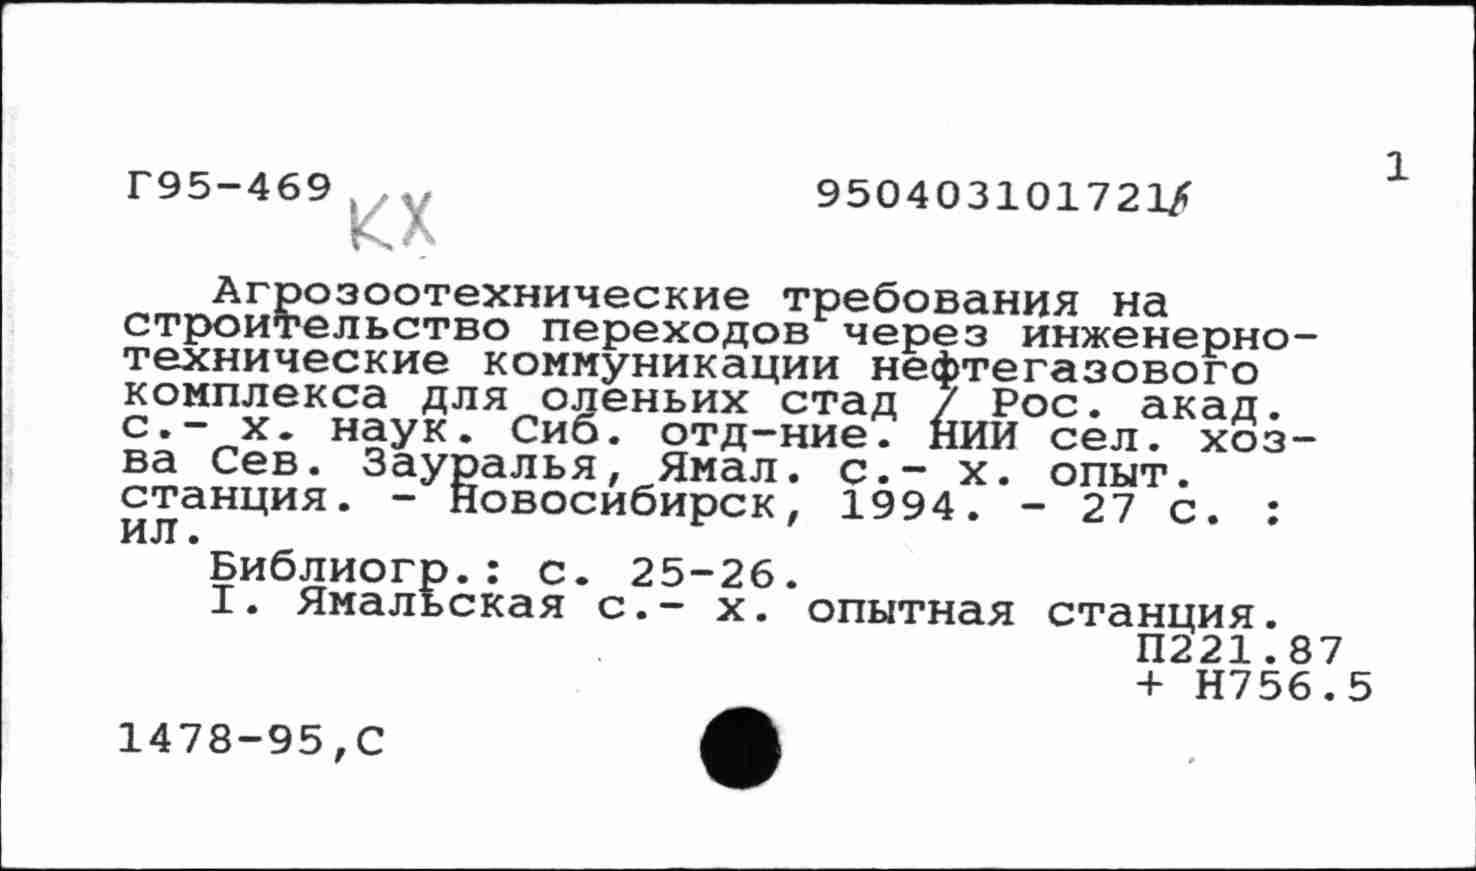 1
Г95-469
КХ
9504031017216
Агрозоотехнические требования на
строительство переходов через инженерно-
технические коммуникации нефтегазового
комплекса для оленьих стад / Рос. акад.
с.- х. наук. Сиб. отд-ние. НИИ сел. хоз-
ва Сев. Зауралья, Ямал. с.- х. опыт.
станция. - Новосибирск, 1994. - 27 с. :
ил.
Библиогр.: с. 25-26.
I. Ямальская с.- х. опытная станция.
П221.87
+ Н756.5
1478-95,С